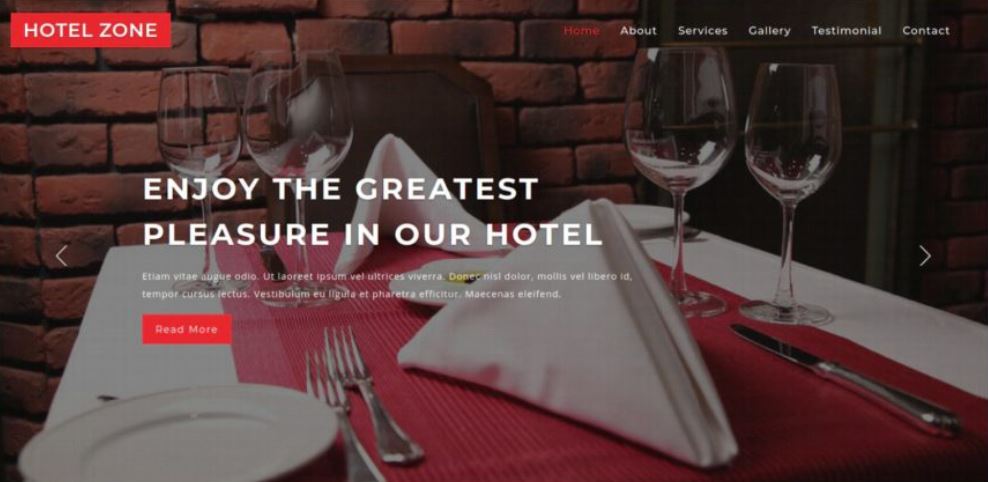 HOTEL ZONE
Home About Services Gallery Testimonial Contact
ENJOY THE GREATEST
PLEASURE IN OUR HOTEL
Etiam vitae augue odio. Ut laoreet ipsum vel ultrices viverra. Donec nisl dolor, mollis vel libero id,
tempor cursus lectus. Vestibulum eu ligula et pharetra efficitur. Maecenas eleifend.
Read More